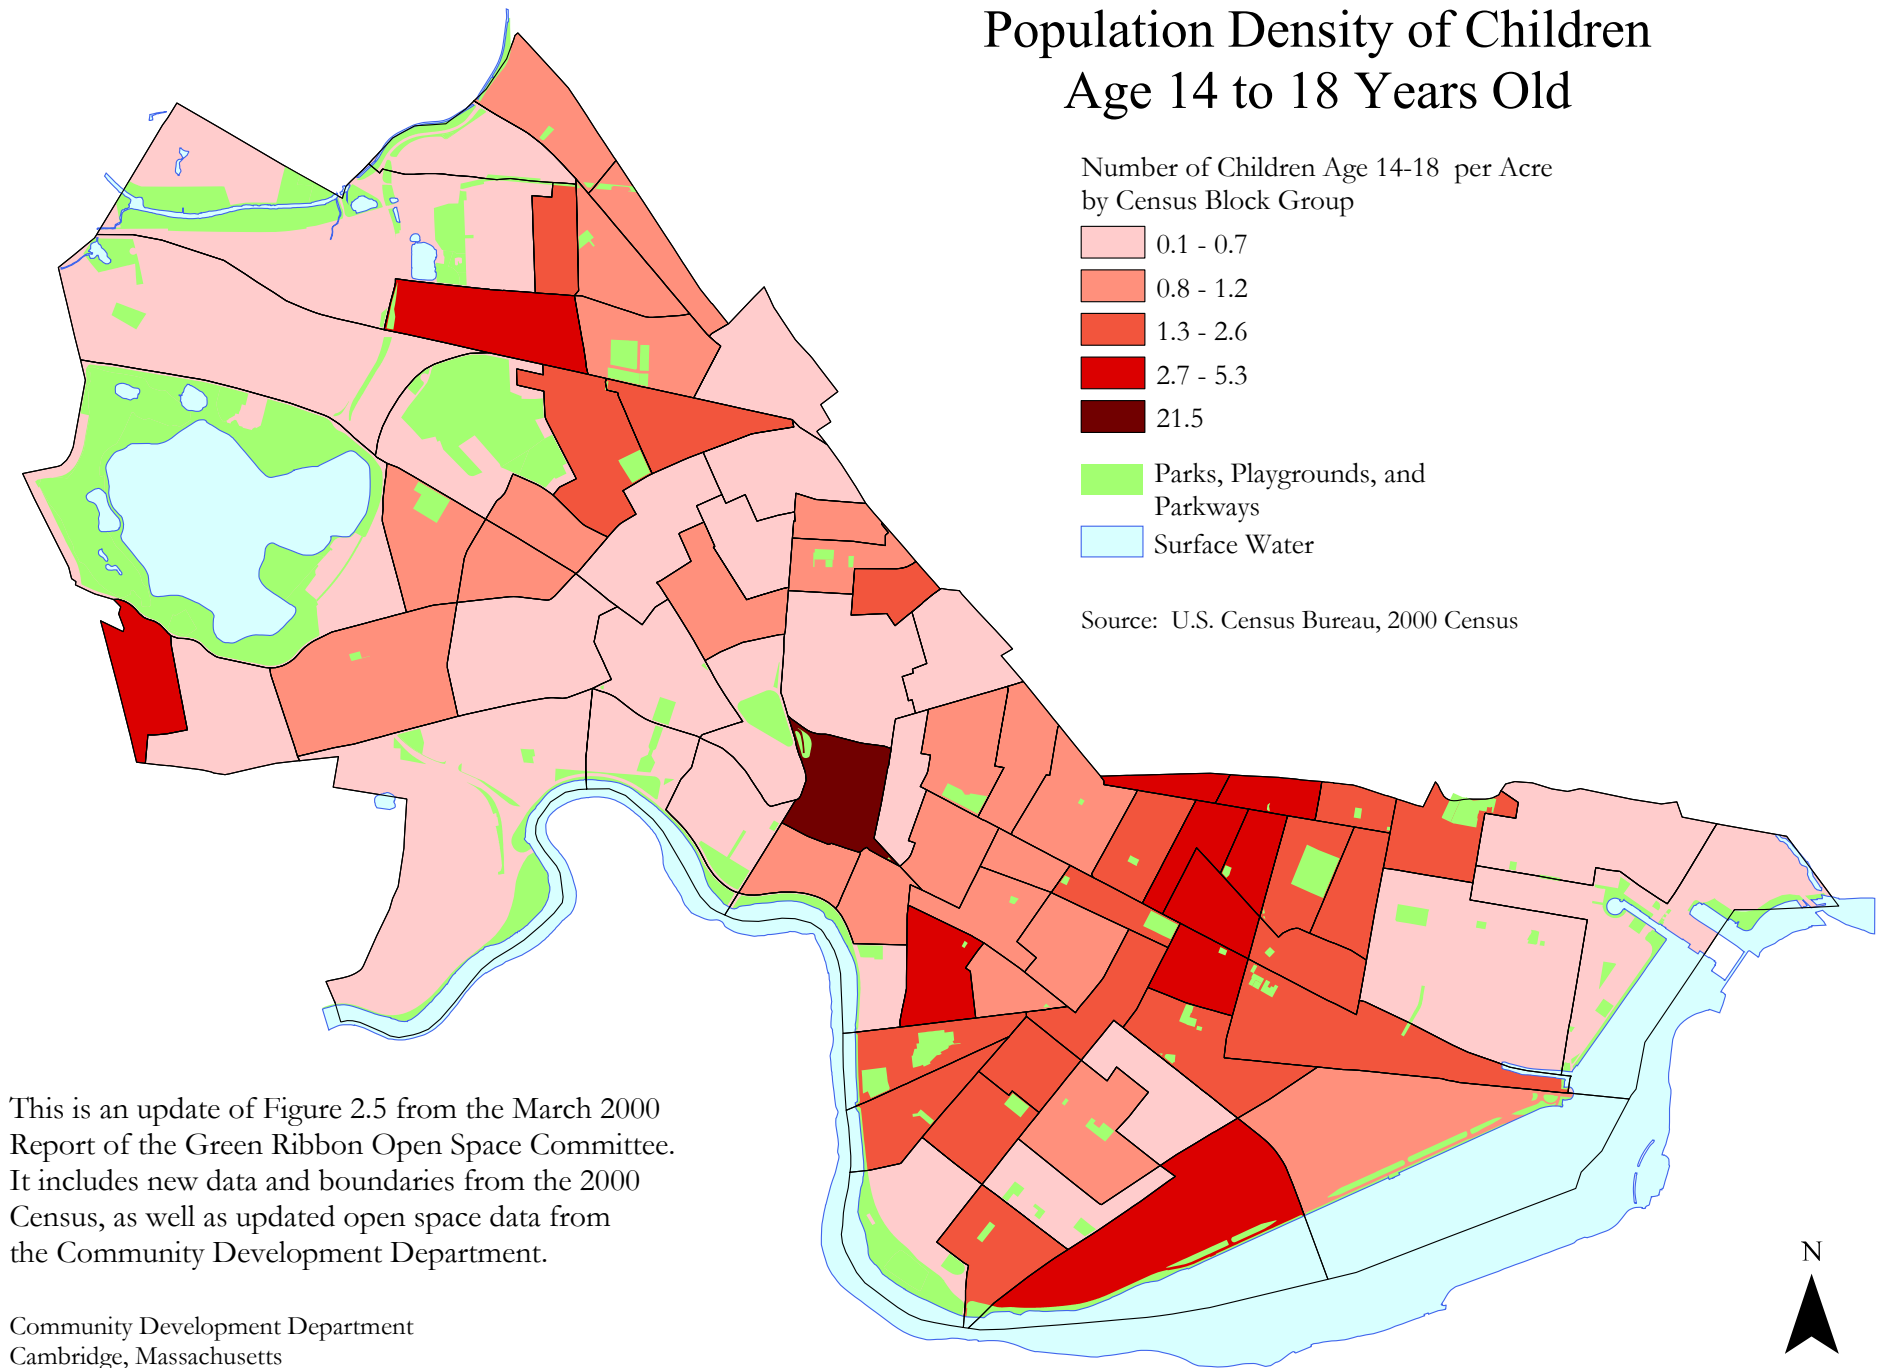 Population Density of Children
Age 14 to 18 Years Old
Number of Children Age 14-18 per Acre
by Census Block Group
0.1 - 0.7
0.8 - 1.2
1.3 - 2.6
2.7 - 5.3
21.5
Parks, Playgrounds, and
Parkways
Surface Water
Source: U.S. Census Bureau, 2000 Census
This is an update of Figure 2.5 from the March 2000
Report of the Green Ribbon Open Space Committee.
It includes new data and boundaries from the 2000
Census, as well as updated open space data from
the Community Development Department.
Community Development Department
Cambridge, Massachusetts
N